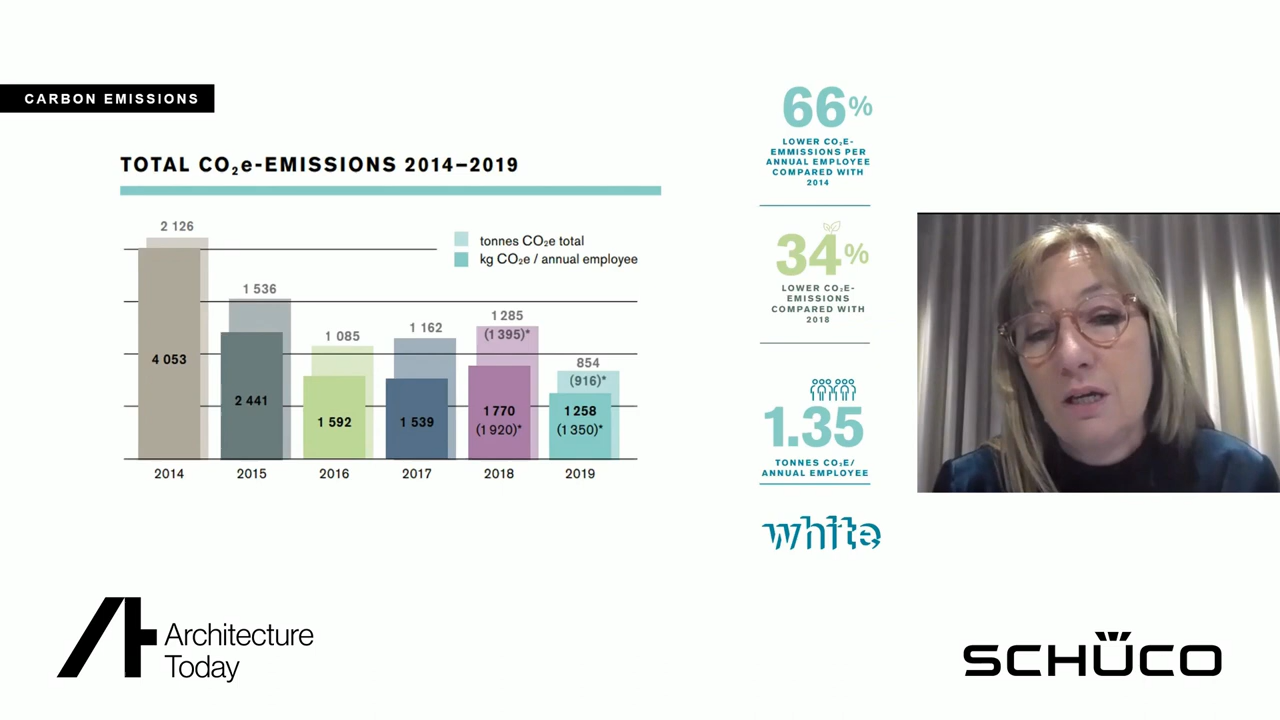 CARBON EMISSIONS
TOTAL CO₂e-EMISSIONS 2014–2019
tonnes CO₂e total
kg CO₂e / annual employee
2 126
4 053
1 536
2 441
1 085
1 592
1 162
1 539
1 285
(1 395)*
1 770
(1 920)*
854
(916)*
1 258
(1 350)*
2014
2015
2016
2017
2018
2019
66%
LOWER CO₂E-
EMMISSIONS PER
ANNUAL EMPLOYEE
COMPARED WITH
2014
34%
LOWER CO₂E-
EMISSIONS
COMPARED WITH
2018
1.35
TONNES CO₂E/
ANNUAL EMPLOYEE
white
Architecture
Today
SCHÜCO